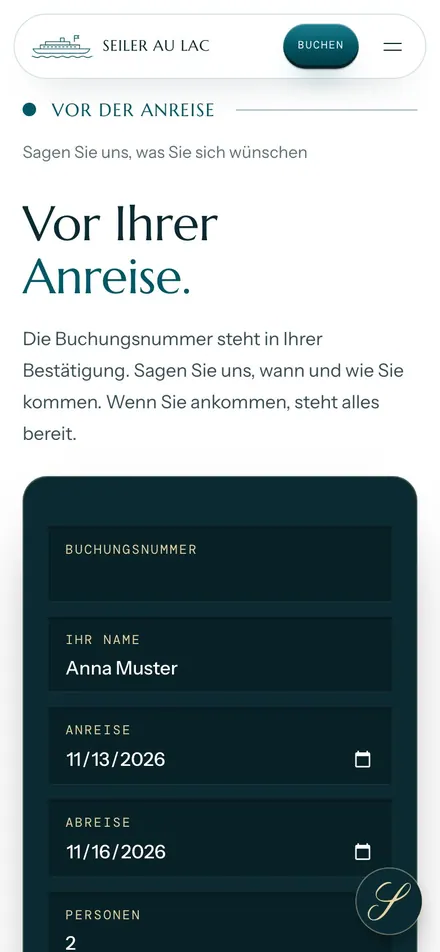 SEILER AU LAC
BUCHEN
VOR DER ANREISE
Sagen Sie uns, was Sie sich wünschen
Vor Ihrer
Anreise.
Die Buchungsnummer steht in Ihrer
Bestätigung. Sagen Sie uns, wann und wie Sie
kommen. Wenn Sie ankommen, steht alles
bereit.
BUCHUNGSNUMMER
IHR NAME
Anna Muster
ANREISE
11/13/2026
ABREISE
11/16/2026
PERSONEN
2
S